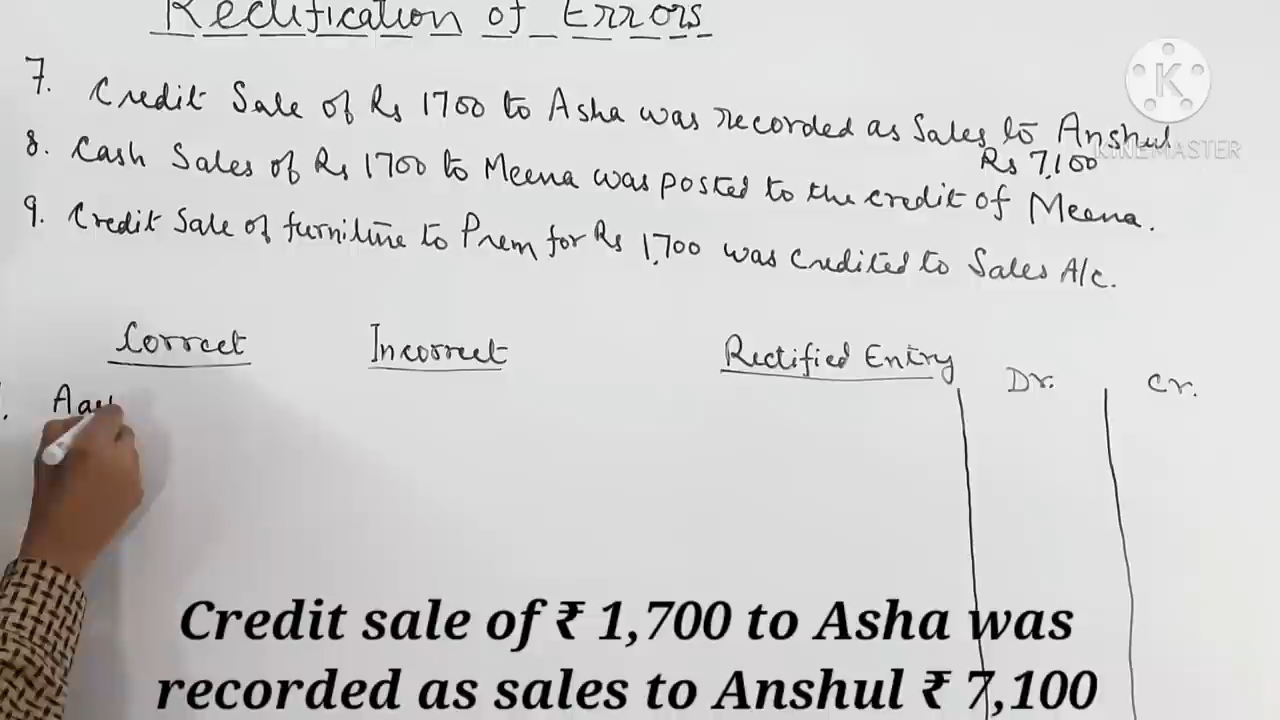 Rectification of Errors
7. Credit Sale of Rs 1700 to Asha was recorded as Sales to Anshul
Rs 7,100
8. Cash Sales of Rs 1700 to Meena was posted to the credit of Meena.
9. Credit Sale of furniture to Prem for Rs 1,700 was credited to Sales A/c.
Correct Incorrect Rectified Entry Dr. Cr.
K
KINEMASTER
Credit sale of ₹ 1,700 to Asha was
recorded as sales to Anshul ₹ 7,100